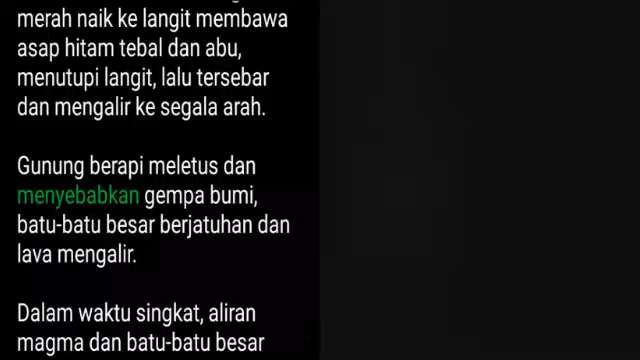 merah naik ke langit membawa
asap hitam tebal dan abu,
menutupi langit, lalu tersebar
dan mengalir ke segala arah.
Gunung berapi meletus dan
menyebabkan gempa bumi,
batu-batu besar berjatuhan dan
lava mengalir.
Dalam waktu singkat, aliran
magma dan batu-batu besar